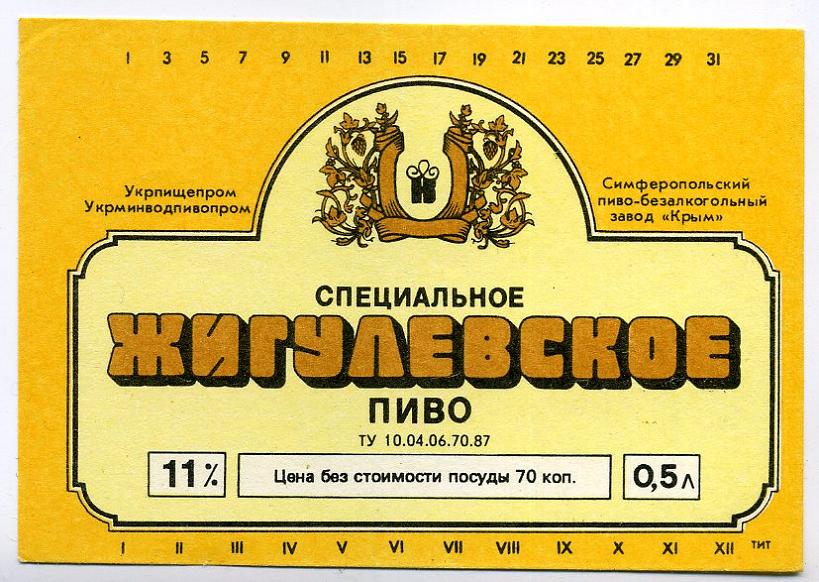 1 3 5 7 9 11 13 15 17 19 21 23 25 27 29 31
Укрпищепром
Укрминводпивопром
Симферопольский
пиво-безалкогольный
завод «Крым»
СПЕЦИАЛЬНОЕ
ЖИГУЛЕВСКОЕ
ПИВО
ТУ 10.04.06.70.87
11%
Цена без стоимости посуды 70 коп.
0,5л
I II III IV V VI VII VIII IX X XI XII ТИТ